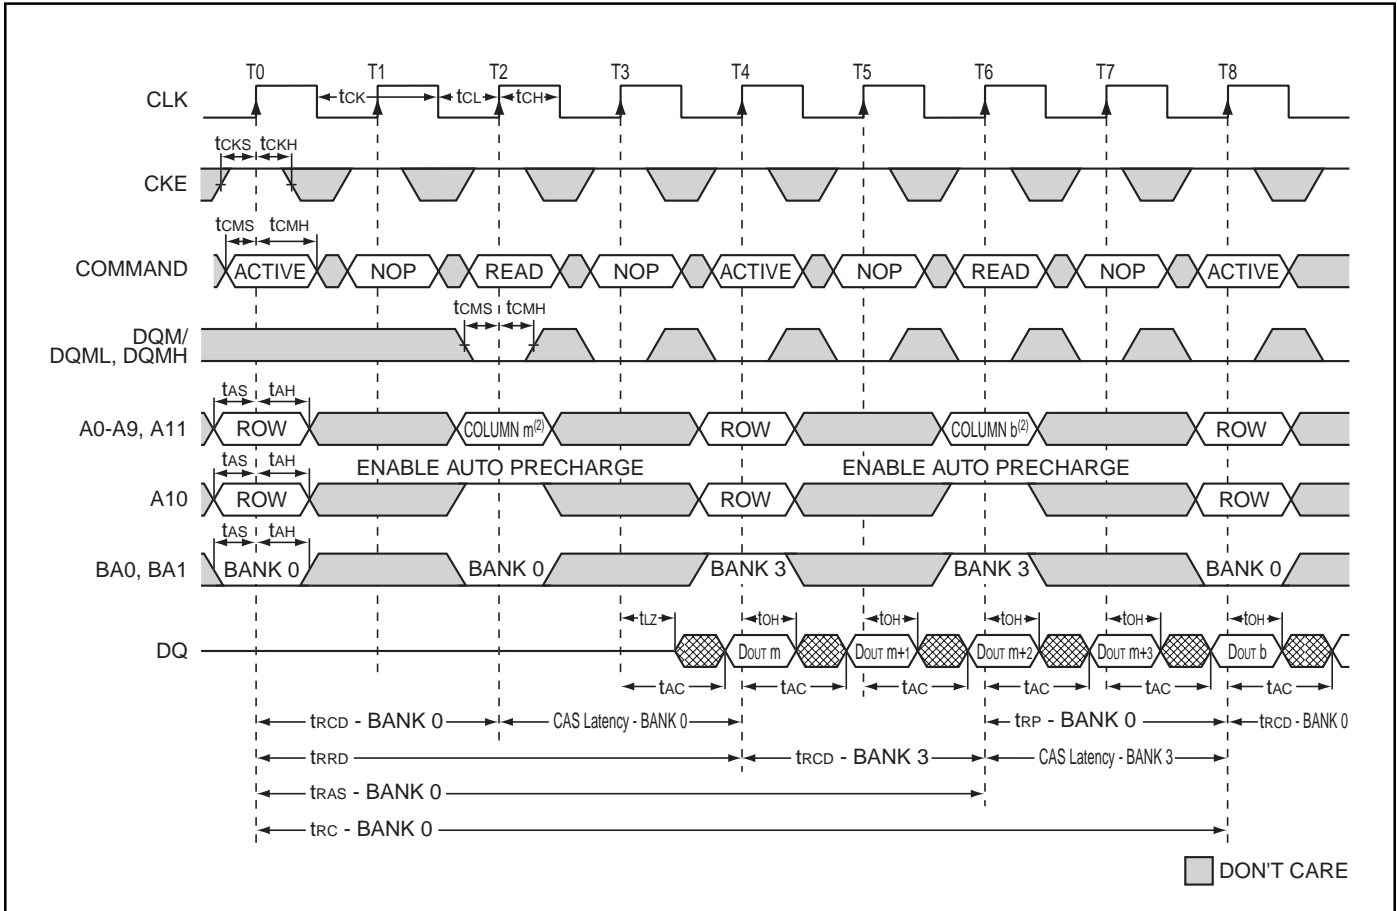 T0 T1 T2 T3 T4 T5 T6 T7 T8
CLK tCK tCL tCH
tCKS tCKH
CKE
tCMS tCMH
COMMAND ACTIVE NOP READ NOP ACTIVE NOP READ NOP ACTIVE
tCMS tCMH
DQM/
DQML, DQMH
tAS tAH
A0-A9, A11 ROW COLUMN m(2) ROW COLUMN b(2) ROW
tAS tAH ENABLE AUTO PRECHARGE ENABLE AUTO PRECHARGE
A10 ROW ROW ROW
tAS tAH
BA0, BA1 BANK 0 BANK 0 BANK 3 BANK 3 BANK 0
tLZ tOH tOH tOH tOH tOH
DQ DOUT m DOUT m+1 DOUT m+2 DOUT m+3 DOUT b
tAC tAC tAC tAC tAC tAC
tRCD - BANK 0 CAS Latency - BANK 0 tRP - BANK 0 tRCD - BANK 0
tRRD tRCD - BANK 3 CAS Latency - BANK 3
tRAS - BANK 0
tRC - BANK 0
DON'T CARE